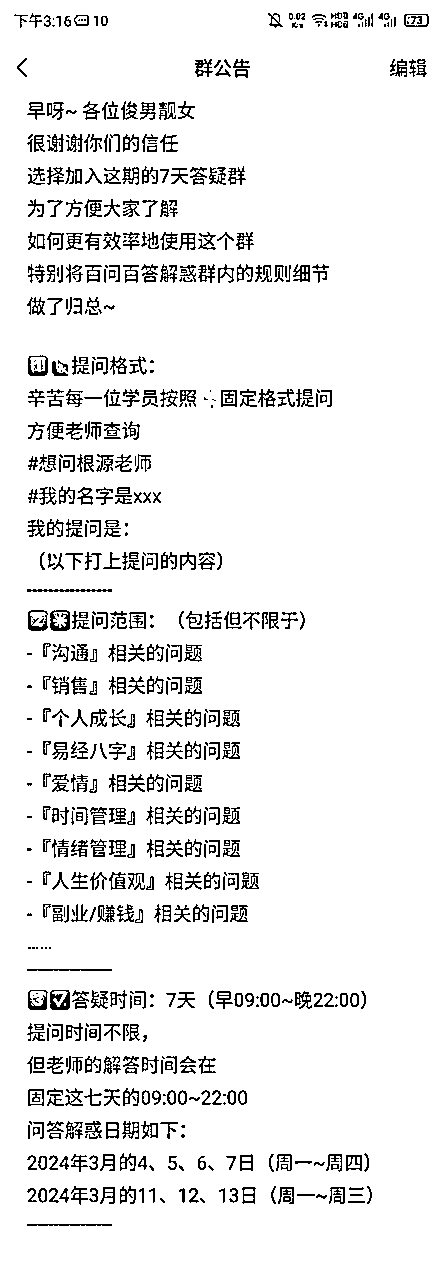 下午3:16 10
0.02 K/s HD HD 4G 4G 73
群公告
编辑
早呀~ 各位俊男靓女
很谢谢你们的信任
选择加入这期的7天答疑群
为了方便大家了解
如何更有效率地使用这个群
特别将百问百答解惑群内的规则细节
做了归总~
提问格式：
辛苦每一位学员按照 固定格式提问
方便老师查询
#想问根源老师
#我的名字是xxx
我的提问是：
（以下打上提问的内容）
----------------
提问范围：（包括但不限于）
-『沟通』相关的问题
-『销售』相关的问题
-『个人成长』相关的问题
-『易经八字』相关的问题
-『爱情』相关的问题
-『时间管理』相关的问题
-『情绪管理』相关的问题
-『人生价值观』相关的问题
-『副业/赚钱』相关的问题
……
————————
答疑时间：7天（早09:00~晚22:00）
提问时间不限，
但老师的解答时间会在
固定这七天的09:00~22:00
问答解惑日期如下：
2024年3月的4、5、6、7日（周一~周四）
2024年3月的11、12、13日（周一~周三）
————————